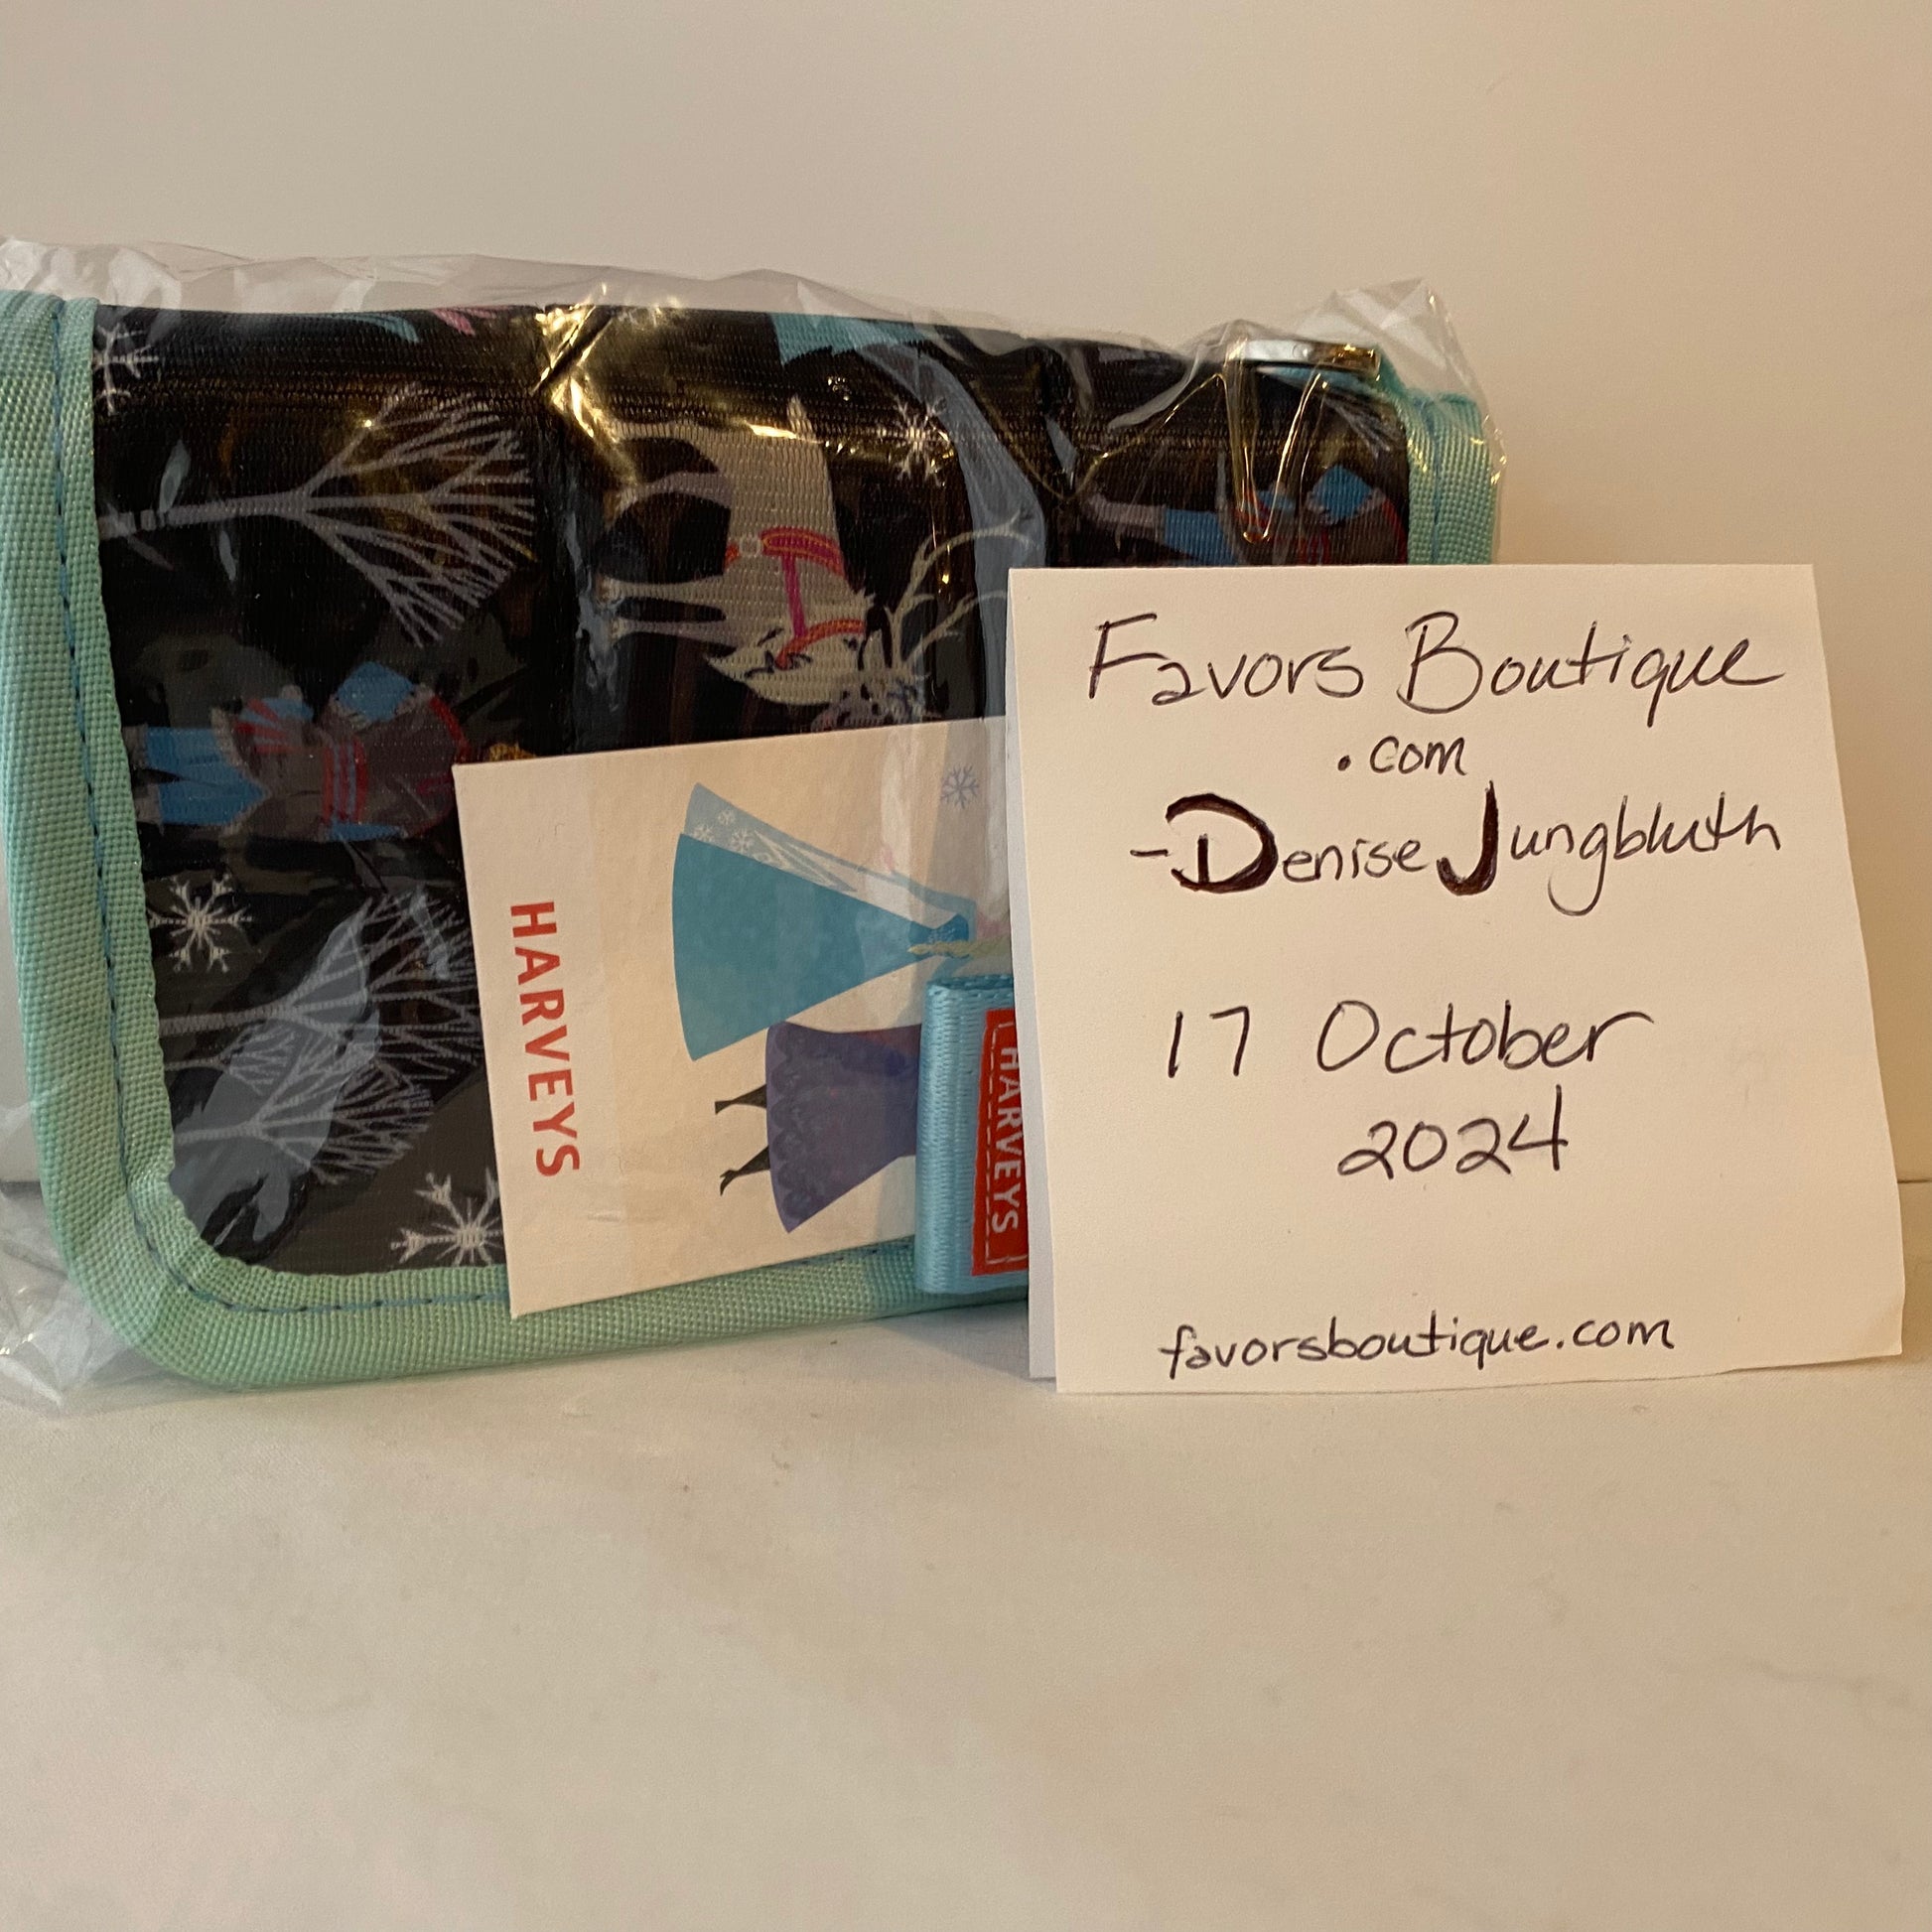 HARVEYS
HARVEYS
Favors Boutique
.com
-Denise Jungbluth
17 October
2024
favorsboutique.com